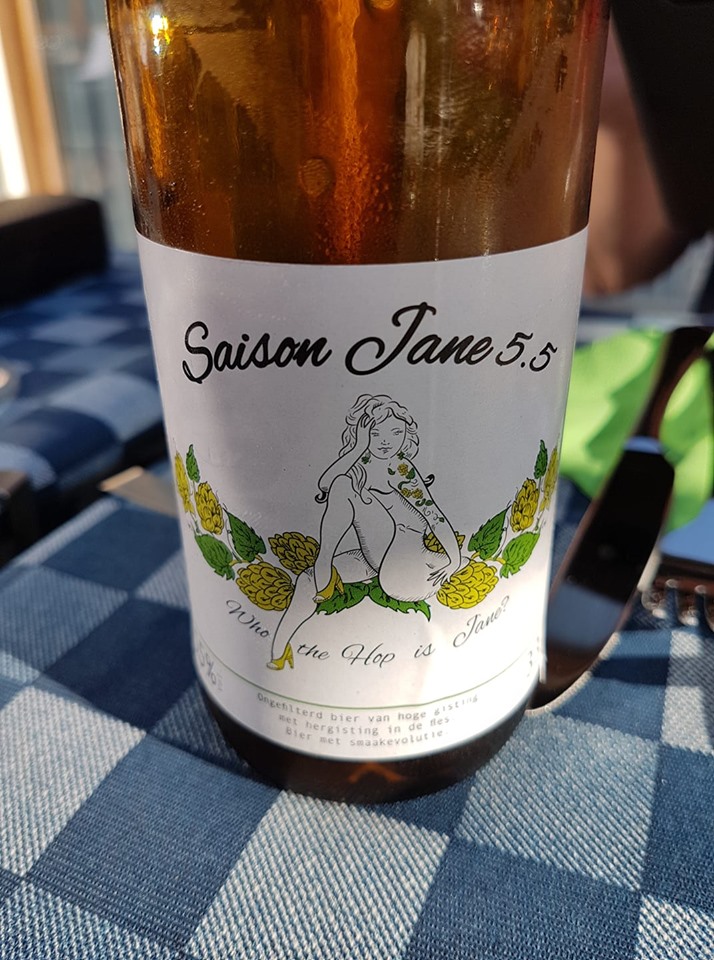 Saison Jane 5.5
Who the Hop is Jane?
5%
Ongefilterd bier van hoge gisting
met hergisting in de fles
Bier met smaakevolutie